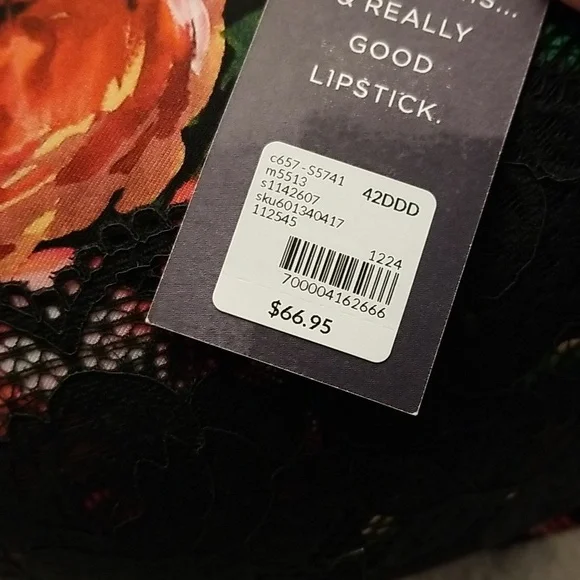 & REALLY
GOOD
LIPSTICK.
c657-S5741
m5513
s1142607
sku601340417
112545
42DDD
1224
700004162666
$66.95